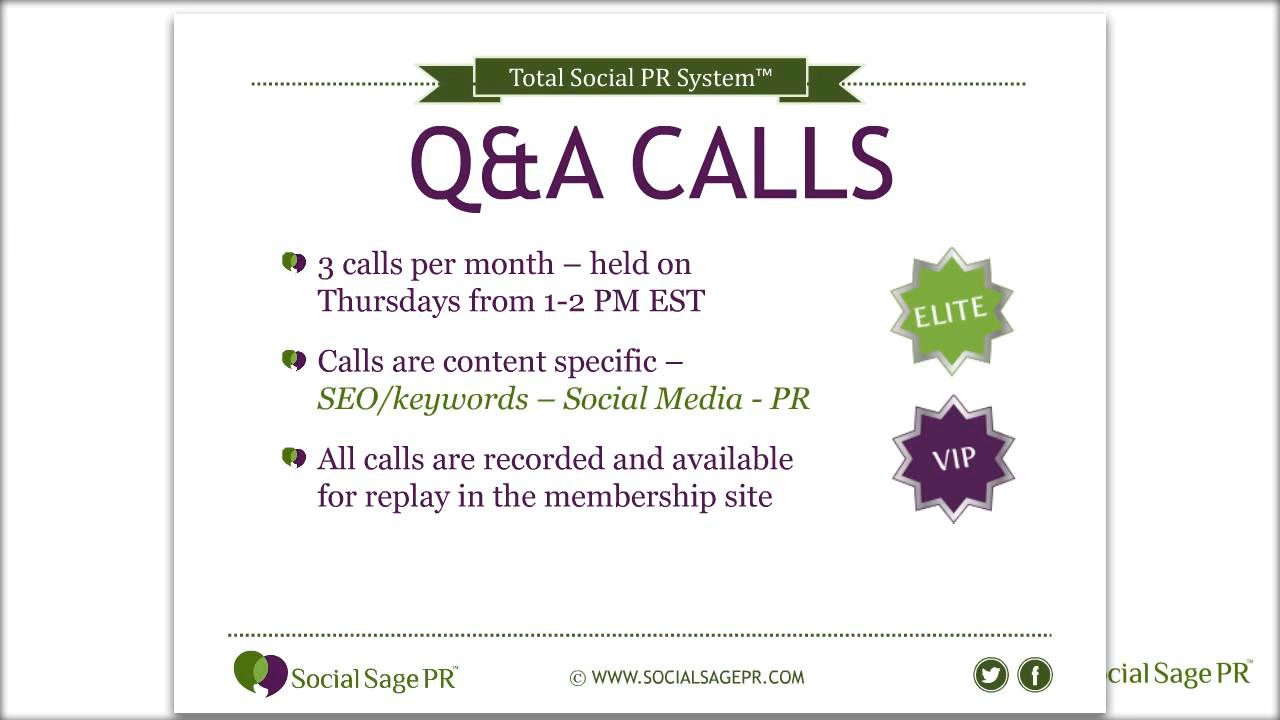 Total Social PR System™
Q&A CALLS
3 calls per month – held on
Thursdays from 1-2 PM EST
Calls are content specific –
SEO/keywords – Social Media - PR
All calls are recorded and available
for replay in the membership site
ELITE
VIP
Social Sage PR™
© WWW.SOCIALSAGEPR.COM
cial Sage PR™